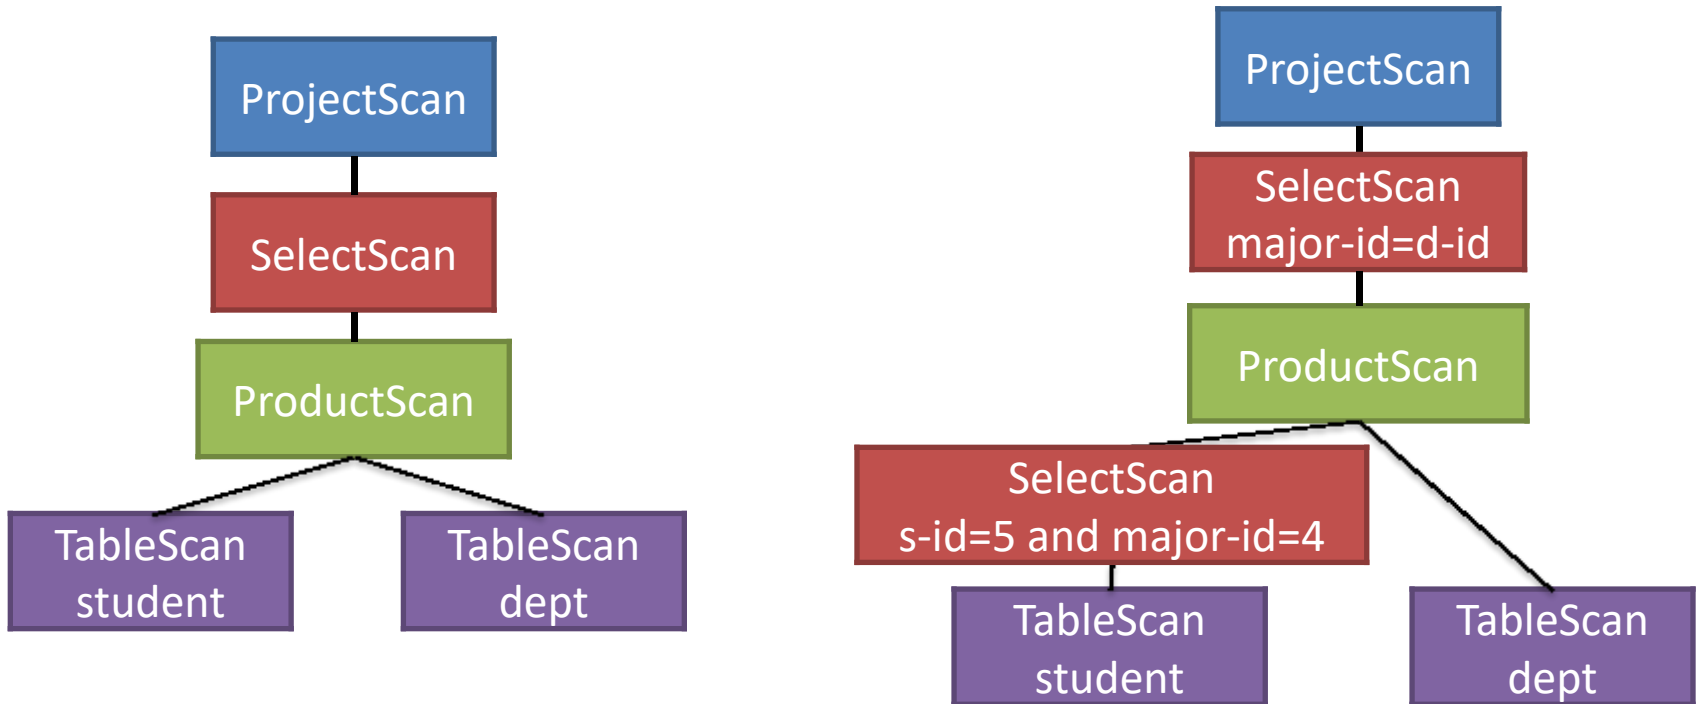 ProjectScan
SelectScan
ProductScan
TableScan
student
TableScan
dept
ProjectScan
SelectScan
major-id=d-id
ProductScan
SelectScan
s-id=5 and major-id=4
TableScan
student
TableScan
dept